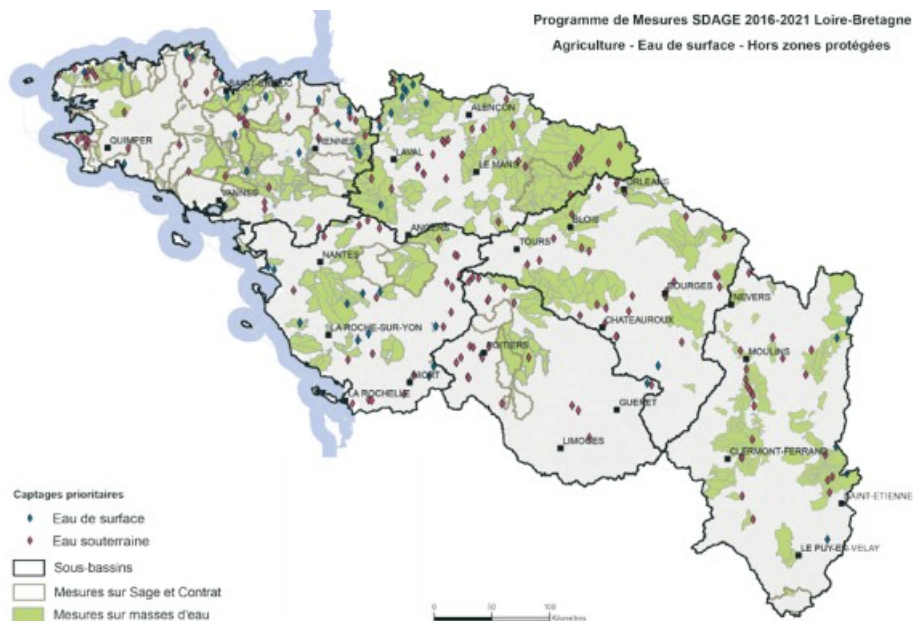 Programme de Mesures SDAGE 2016-2021 Loire-Bretagne
Agriculture - Eau de surface - Hors zones protégées
SAINT-BRIEUC
ALENCON
QUIMPER
RENNES
LAVAL
LE MANS
VANNES
ORLEANS
ANGERS
BLOIS
TOURS
NANTES
BOURGES
NEVERS
LA ROCHE-SUR-YON
CHATEAUROUX
POITIERS
MOULINS
NIORT
LA ROCHELLE
GUERET
LIMOGES
CLERMONT-FERRAND
SAINT-ETIENNE
LE PUY-EN-VELAY
Captages prioritaires
Eau de surface
Eau souterraine
Sous-bassins
Mesures sur Sage et Contrat
Mesures sur masses d'eau
0 50 100
Kilomètres